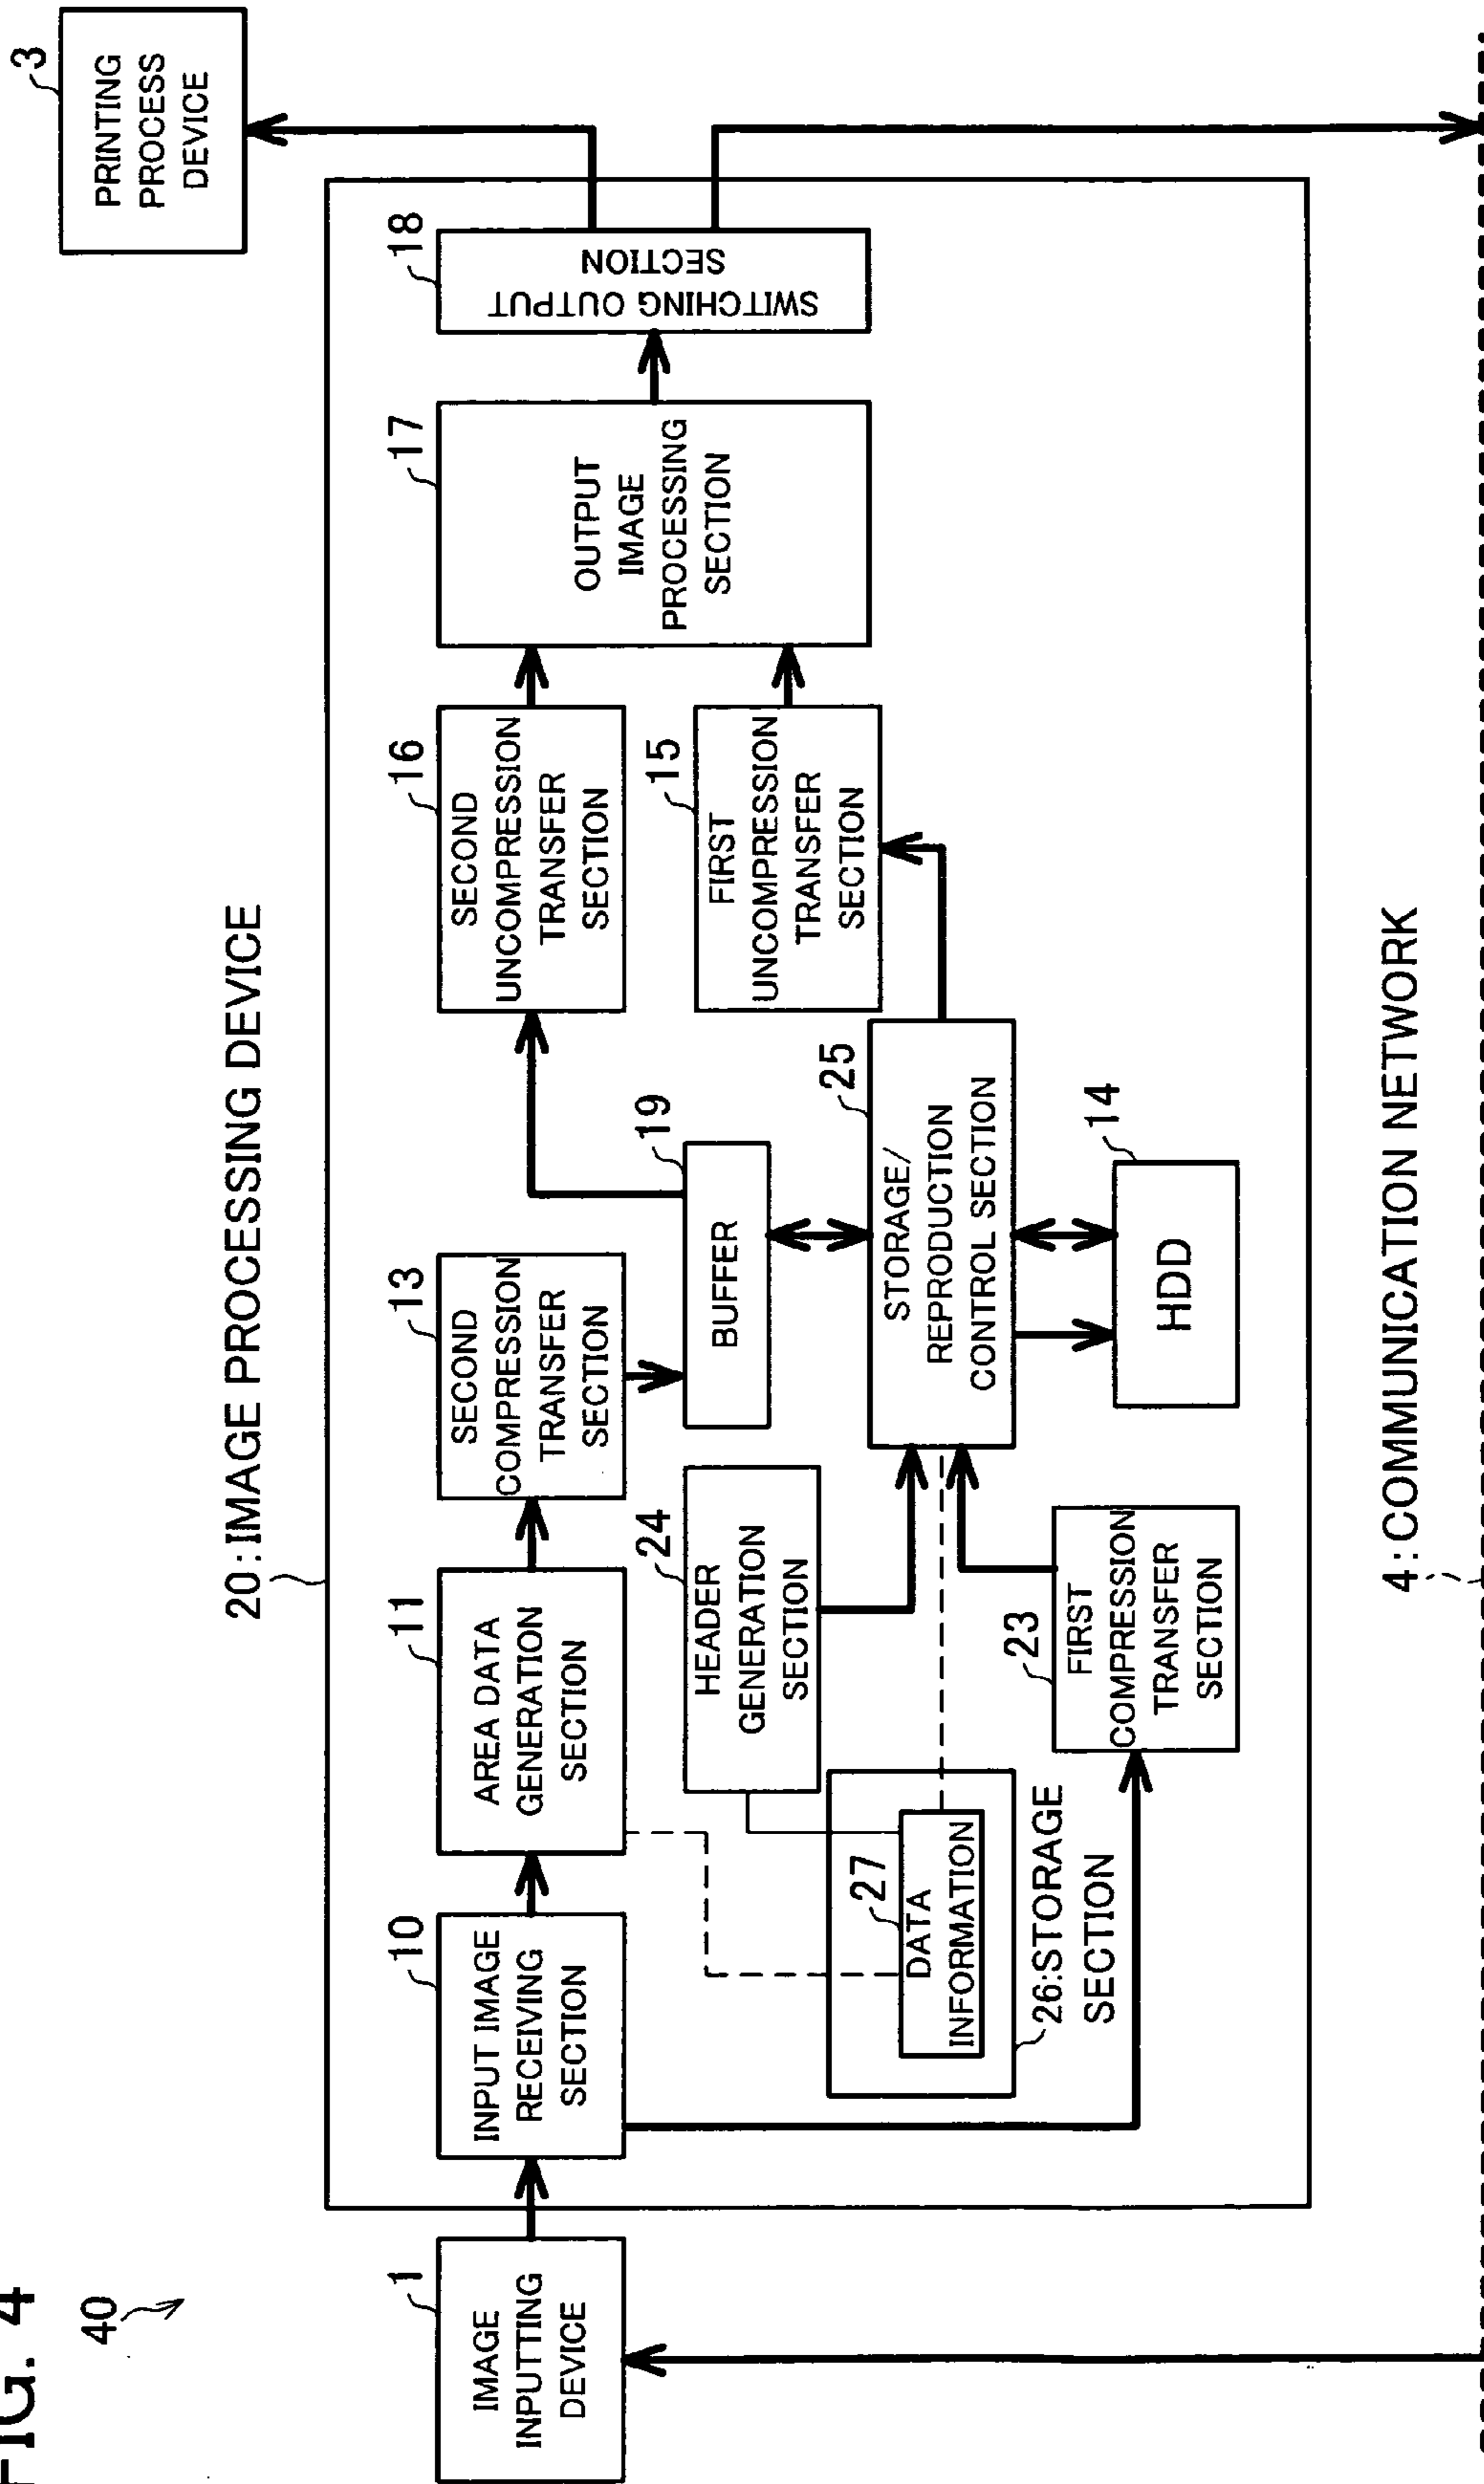 FIG. 4
40
20:IMAGE PROCESSING DEVICE
1
IMAGE
INPUTTING
DEVICE
10
INPUT IMAGE
RECEIVING
SECTION
11
AREA DATA
GENERATION
SECTION
13
SECOND
COMPRESSION
TRANSFER
SECTION
16
SECOND
UNCOMPRESSION
TRANSFER
SECTION
17
OUTPUT
IMAGE
PROCESSING
SECTION
18
SWITCHING OUTPUT
SECTION
3
PRINTING
PROCESS
DEVICE
24
HEADER
GENERATION
SECTION
19
BUFFER
15
FIRST
UNCOMPRESSION
TRANSFER
SECTION
27
DATA
INFORMATION
26:STORAGE
SECTION
25
STORAGE/
REPRODUCTION
CONTROL SECTION
23
FIRST
COMPRESSION
TRANSFER
SECTION
14
HDD
4:COMMUNICATION NETWORK